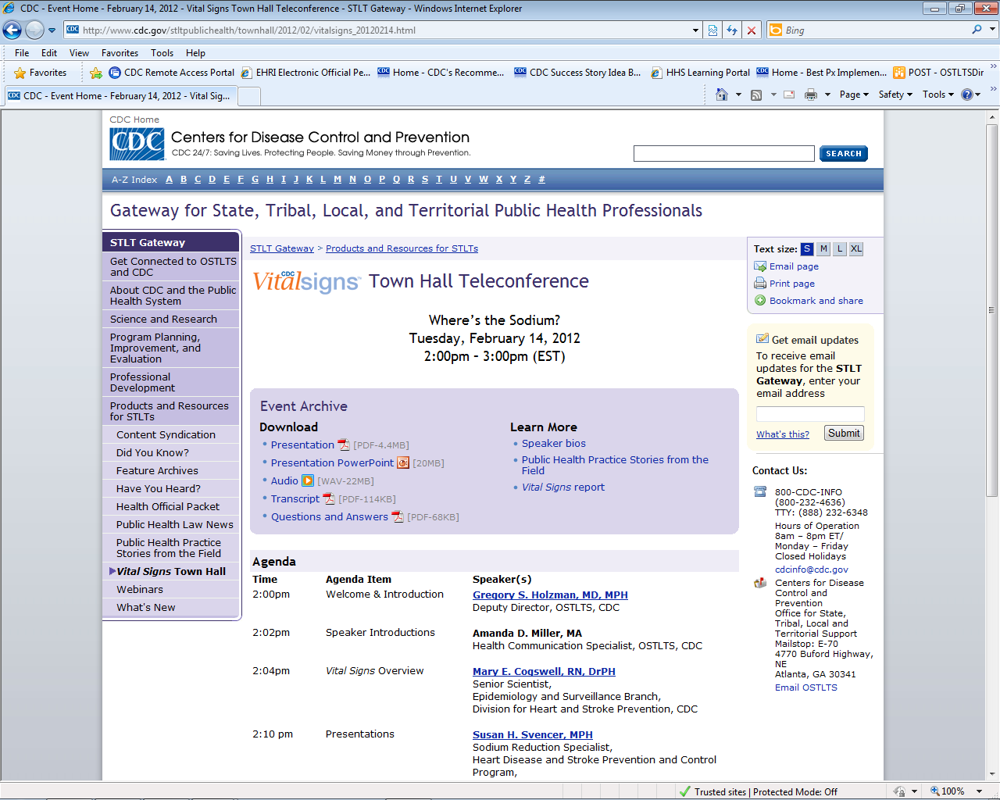 CDC - Event Home - February 14, 2012 - Vital Signs Town Hall Teleconference - STLT Gateway - Windows Internet Explorer
http://www.cdc.gov/stltpublichealth/townhall/2012/02/vitalsigns_20120214.html
Bing
File Edit View Favorites Tools Help
Favorites CDC Remote Access Portal EHRI Electronic Official Pe... Home - CDC's Recomme... CDC Success Story Idea B... HHS Learning Portal Home - Best Px Implemen... POST - OSTLTSDir
CDC - Event Home - February 14, 2012 - Vital Sig...
Page Safety Tools
CDC Home
CDC
Centers for Disease Control and Prevention
CDC 24/7: Saving Lives. Protecting People. Saving Money through Prevention.
SEARCH
A-Z Index A B C D E F G H I J K L M N O P Q R S T U V W X Y Z #
Gateway for State, Tribal, Local, and Territorial Public Health Professionals
STLT Gateway
Get Connected to OSTLTS
and CDC
About CDC and the Public
Health System
Science and Research
Program Planning,
Improvement, and
Evaluation
Professional
Development
Products and Resources
for STLTs
Content Syndication
Did You Know?
Feature Archives
Have You Heard?
Health Official Packet
Public Health Law News
Public Health Practice
Stories from the Field
Vital Signs Town Hall
Webinars
What's New
STLT Gateway > Products and Resources for STLTs
CDC Vitalsigns™ Town Hall Teleconference
Where's the Sodium?
Tuesday, February 14, 2012
2:00pm – 3:00pm (EST)
Event Archive
Download
Presentation [PDF-4.4MB]
Presentation PowerPoint [20MB]
Audio [WAV-22MB]
Transcript [PDF-114KB]
Questions and Answers [PDF-68KB]
Learn More
Speaker bios
Public Health Practice Stories from the
Field
Vital Signs report
Agenda
Time Agenda Item Speaker(s)
2:00pm Welcome & Introduction Gregory S. Holzman, MD, MPH
Deputy Director, OSTLTS, CDC
2:02pm Speaker Introductions Amanda D. Miller, MA
Health Communication Specialist, OSTLTS, CDC
2:04pm Vital Signs Overview Mary E. Cogswell, RN, DrPH
Senior Scientist,
Epidemiology and Surveillance Branch,
Division for Heart and Stroke Prevention, CDC
2:10 pm Presentations Susan H. Svencer, MPH
Sodium Reduction Specialist,
Heart Disease and Stroke Prevention and Control
Program,
Text size: S M L XL
Email page
Print page
Bookmark and share
Get email updates
To receive email
updates for the STLT
Gateway, enter your
email address
What's this? Submit
Contact Us:
800-CDC-INFO
(800-232-4636)
TTY: (888) 232-6348
Hours of Operation
8am – 8pm ET/
Monday – Friday
Closed Holidays
cdcinfo@cdc.gov
Centers for Disease
Control and
Prevention
Office for State,
Tribal, Local and
Territorial Support
Mailstop: E-70
4770 Buford Highway,
NE
Atlanta, GA 30341
Email OSTLTS
Trusted sites | Protected Mode: Off
100%